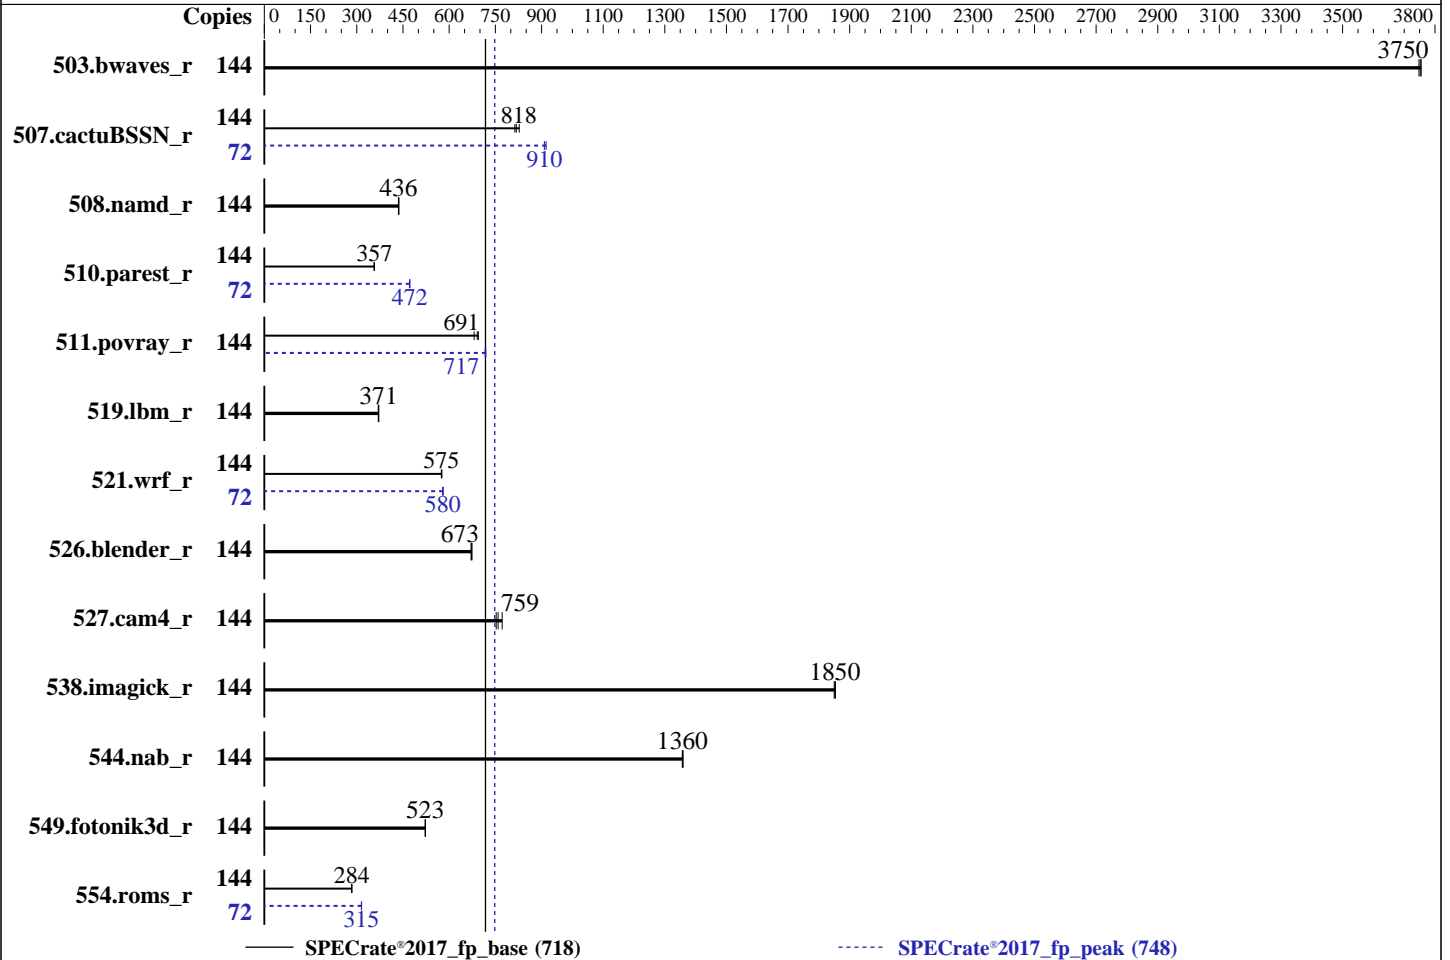 Copies 0 150 300 450 600 750 900 1100 1300 1500 1700 1900 2100 2300 2500 2700 2900 3100 3300 3500 3800
503.bwaves_r 144 3750
507.cactuBSSN_r 144 818
72 910
508.namd_r 144 436
510.parest_r 144 357
72 472
511.povray_r 144 691
717
519.lbm_r 144 371
521.wrf_r 144 575
72 580
526.blender_r 144 673
527.cam4_r 144 759
538.imagick_r 144 1850
544.nab_r 144 1360
549.fotonik3d_r 144 523
554.roms_r 144 284
72 315
SPECrate®2017_fp_base (718) SPECrate®2017_fp_peak (748)